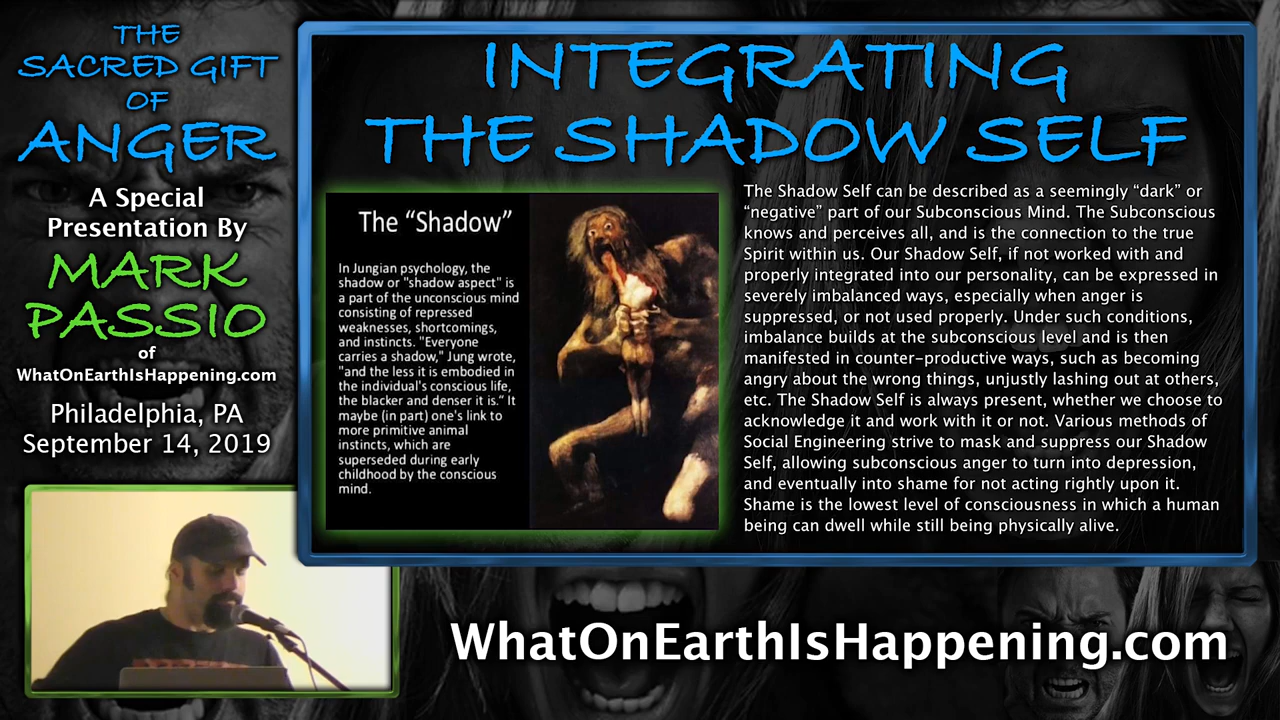 THE
SACRED GIFT
OF
ANGER
A Special
Presentation By
MARK
PASSIO
of
WhatOnEarthIsHappening.com
Philadelphia, PA
September 14, 2019
INTEGRATING
THE SHADOW SELF
The “Shadow”
In Jungian psychology, the
shadow or "shadow aspect" is
a part of the unconscious mind
consisting of repressed
weaknesses, shortcomings,
and instincts. "Everyone
carries a shadow," Jung wrote,
"and the less it is embodied in
the individual's conscious life,
the blacker and denser it is.“ It
maybe (in part) one's link to
more primitive animal
instincts, which are
superseded during early
childhood by the conscious
mind.
The Shadow Self can be described as a seemingly “dark” or
“negative” part of our Subconscious Mind. The Subconscious
knows and perceives all, and is the connection to the true
Spirit within us. Our Shadow Self, if not worked with and
properly integrated into our personality, can be expressed in
severely imbalanced ways, especially when anger is
suppressed, or not used properly. Under such conditions,
imbalance builds at the subconscious level and is then
manifested in counter-productive ways, such as becoming
angry about the wrong things, unjustly lashing out at others,
etc. The Shadow Self is always present, whether we choose to
acknowledge it and work with it or not. Various methods of
Social Engineering strive to mask and suppress our Shadow
Self, allowing subconscious anger to turn into depression,
and eventually into shame for not acting rightly upon it.
Shame is the lowest level of consciousness in which a human
being can dwell while still being physically alive.
WhatOnEarthIsHappening.com